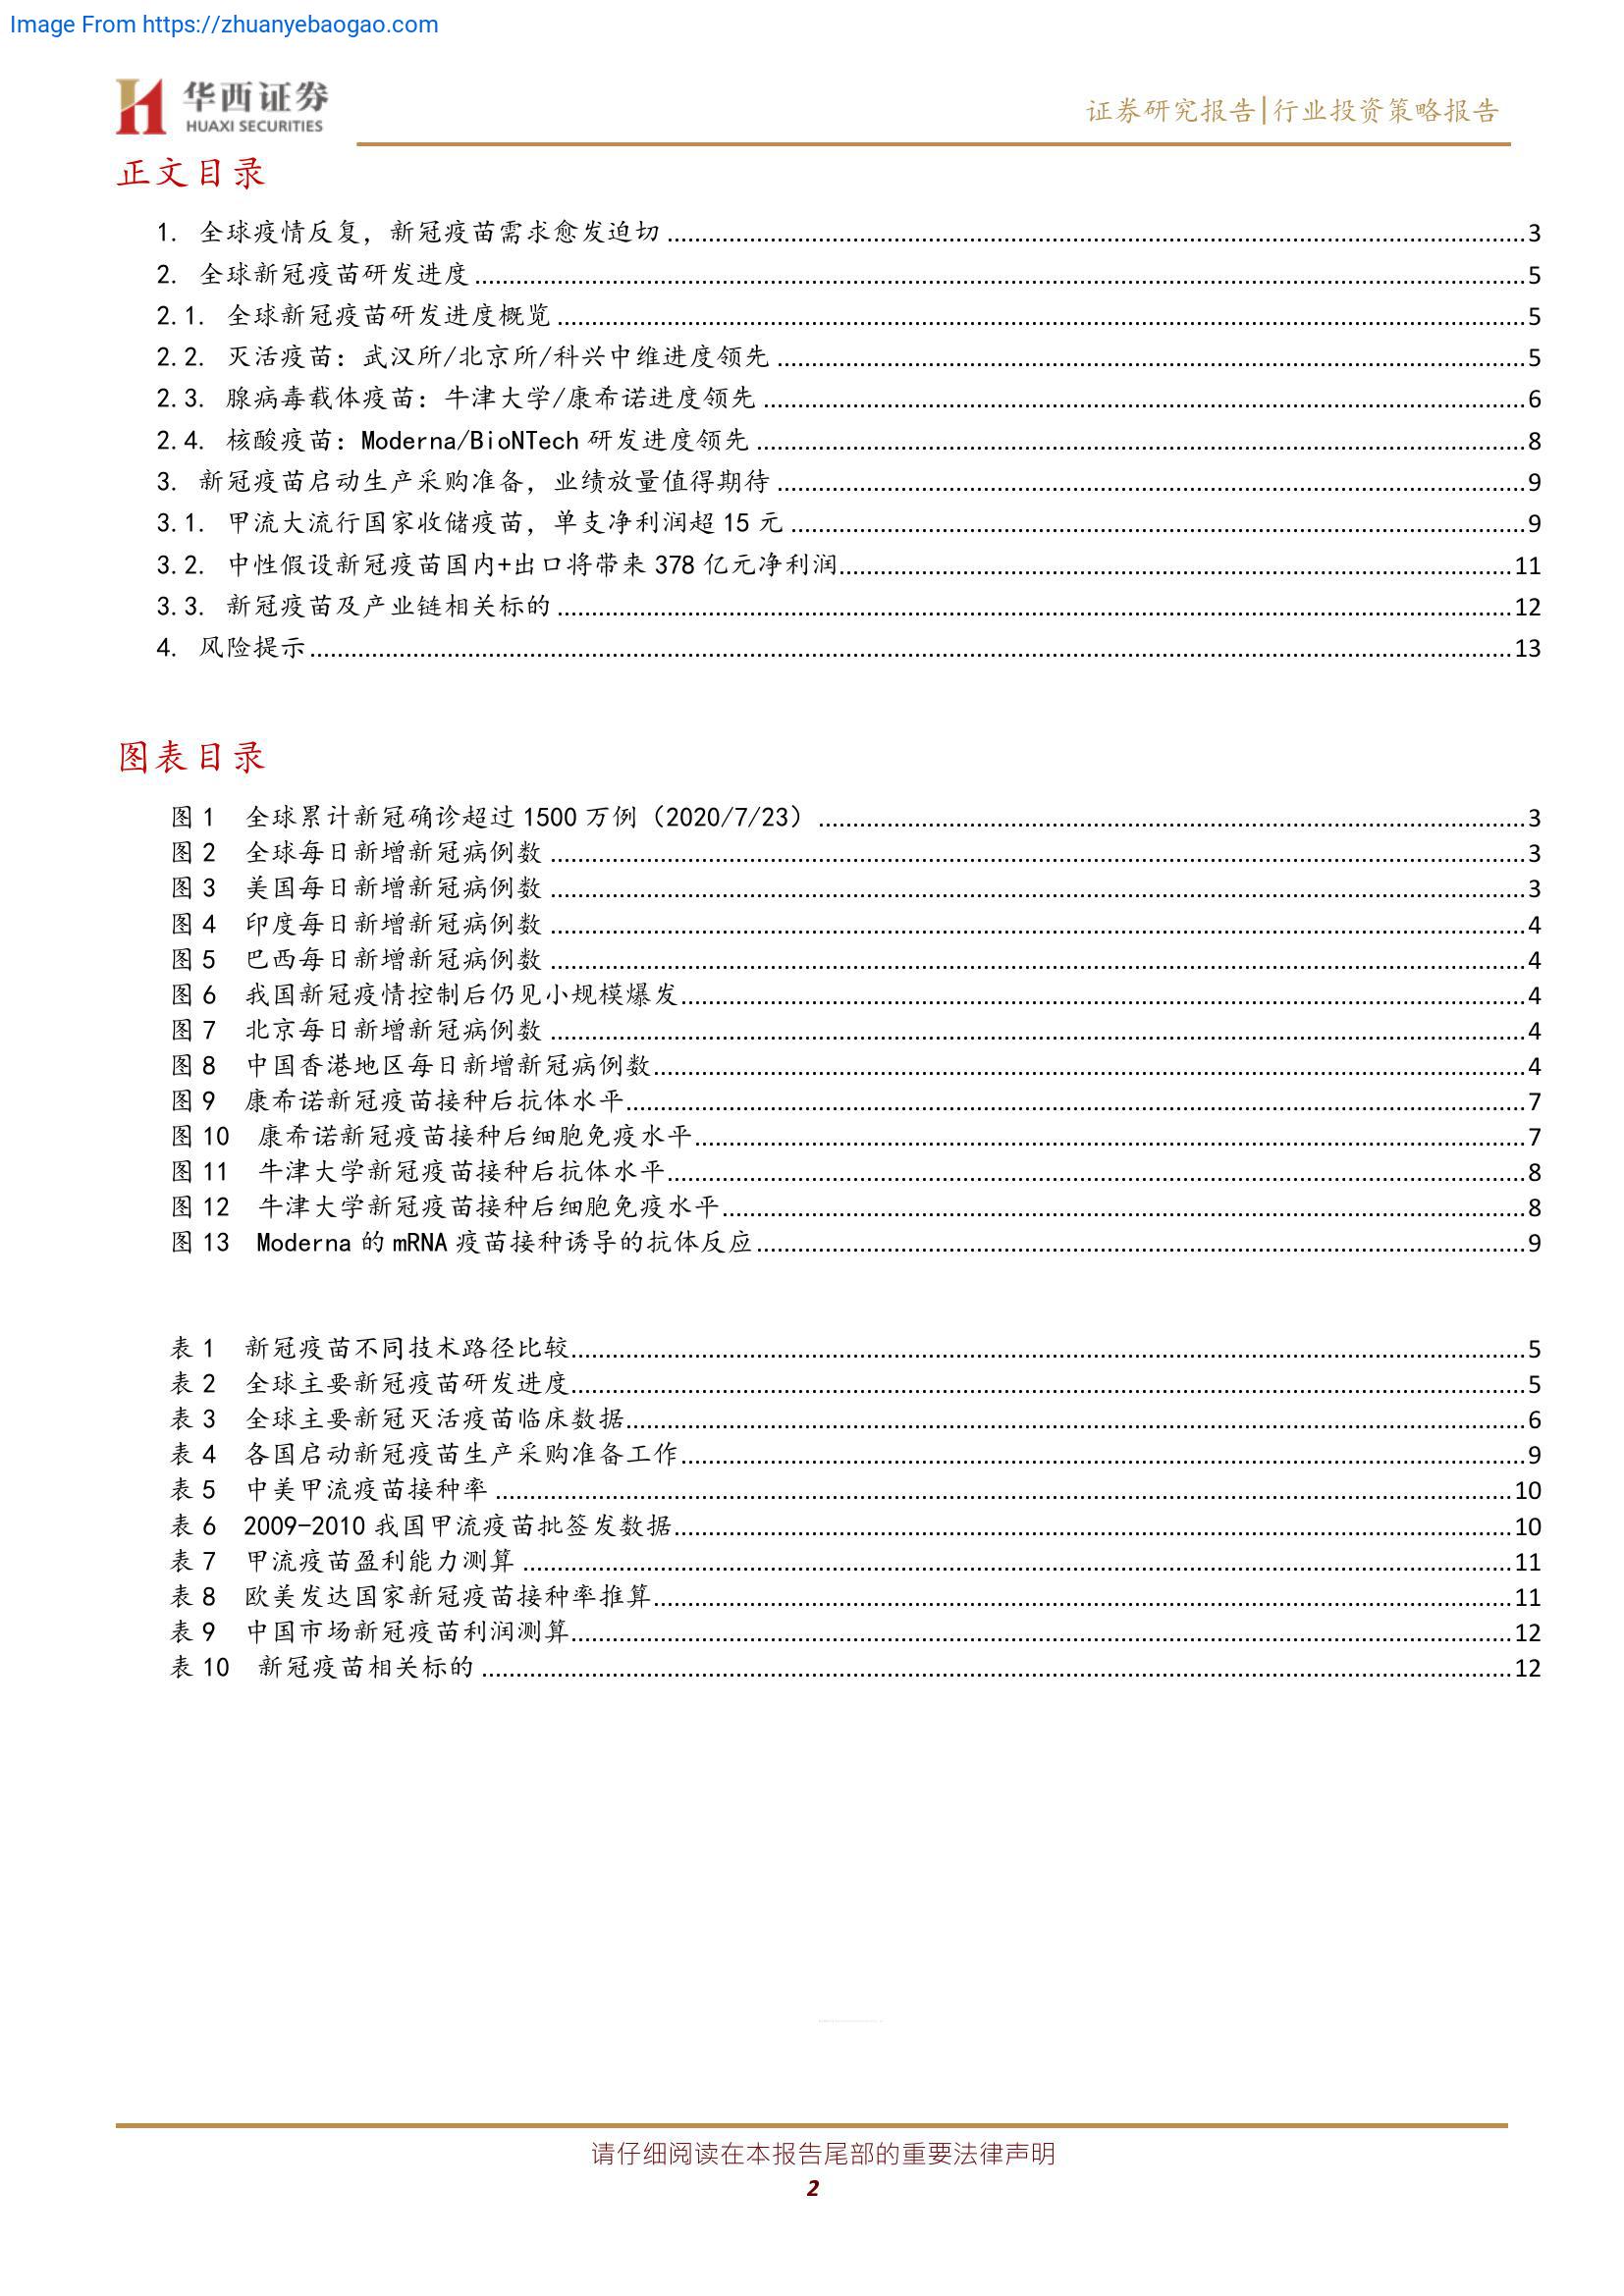 Image From https://zhuanyebaogao.com
华西证券
HUAXI SECURITIES
证券研究报告|行业投资策略报告
正文目录
1. 全球疫情反复，新冠疫苗需求愈发迫切 3
2. 全球新冠疫苗研发进度 5
2.1. 全球新冠疫苗研发进度概览 5
2.2. 灭活疫苗：武汉所/北京所/科兴中维进度领先 5
2.3. 腺病毒载体疫苗：牛津大学/康希诺进度领先 6
2.4. 核酸疫苗：Moderna/BioNTech 研发进度领先 8
3. 新冠疫苗启动生产采购准备，业绩放量值得期待 9
3.1. 甲流大流行国家收储疫苗，单支净利润超 15 元 9
3.2. 中性假设新冠疫苗国内+出口将带来 378 亿元净利润 11
3.3. 新冠疫苗及产业链相关标的 12
4. 风险提示 13
图表目录
图 1 全球累计新冠确诊超过 1500 万例（2020/7/23） 3
图 2 全球每日新增新冠病例数 3
图 3 美国每日新增新冠病例数 3
图 4 印度每日新增新冠病例数 4
图 5 巴西每日新增新冠病例数 4
图 6 我国新冠疫情控制后仍见小规模爆发 4
图 7 北京每日新增新冠病例数 4
图 8 中国香港地区每日新增新冠病例数 4
图 9 康希诺新冠疫苗接种后抗体水平 7
图 10 康希诺新冠疫苗接种后细胞免疫水平 7
图 11 牛津大学新冠疫苗接种后抗体水平 8
图 12 牛津大学新冠疫苗接种后细胞免疫水平 8
图 13 Moderna 的 mRNA 疫苗接种诱导的抗体反应 9
表 1 新冠疫苗不同技术路径比较 5
表 2 全球主要新冠疫苗研发进度 5
表 3 全球主要新冠灭活疫苗临床数据 6
表 4 各国启动新冠疫苗生产采购准备工作 9
表 5 中美甲流疫苗接种率 10
表 6 2009-2010 我国甲流疫苗批签发数据 10
表 7 甲流疫苗盈利能力测算 11
表 8 欧美发达国家新冠疫苗接种率推算 11
表 9 中国市场新冠疫苗利润测算 12
表 10 新冠疫苗相关标的 12
请仔细阅读在本报告尾部的重要法律声明
2